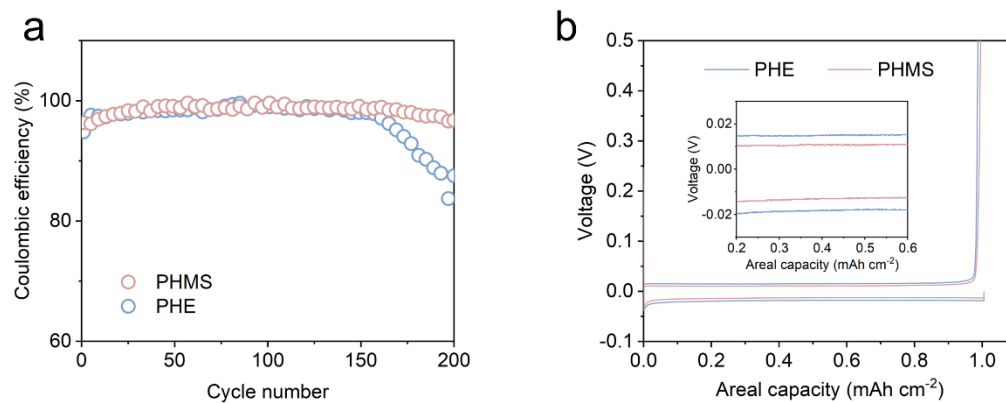 a
Coulombic efficiency (%)
100
80
60
0
50
100
150
200
Cycle number
PHMS
PHE
b
Voltage (V)
0.5
0.4
0.3
0.2
0.1
0.0
-0.1
0.0
0.2
0.4
0.6
0.8
1.0
Areal capacity (mAh cm⁻²)
PHE
PHMS
Voltage (V)
0.02
0.00
-0.02
0.2
0.3
0.4
0.5
0.6
Areal capacity (mAh cm⁻²)